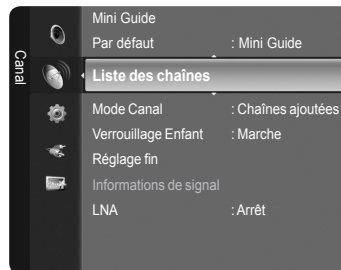 Canal
Mini Guide
Par défaut : Mini Guide
Liste des chaînes
Mode Canal : Chaînes ajoutées
Verrouillage Enfant : Marche
Réglage fin
Informations de signal
LNA : Arrêt